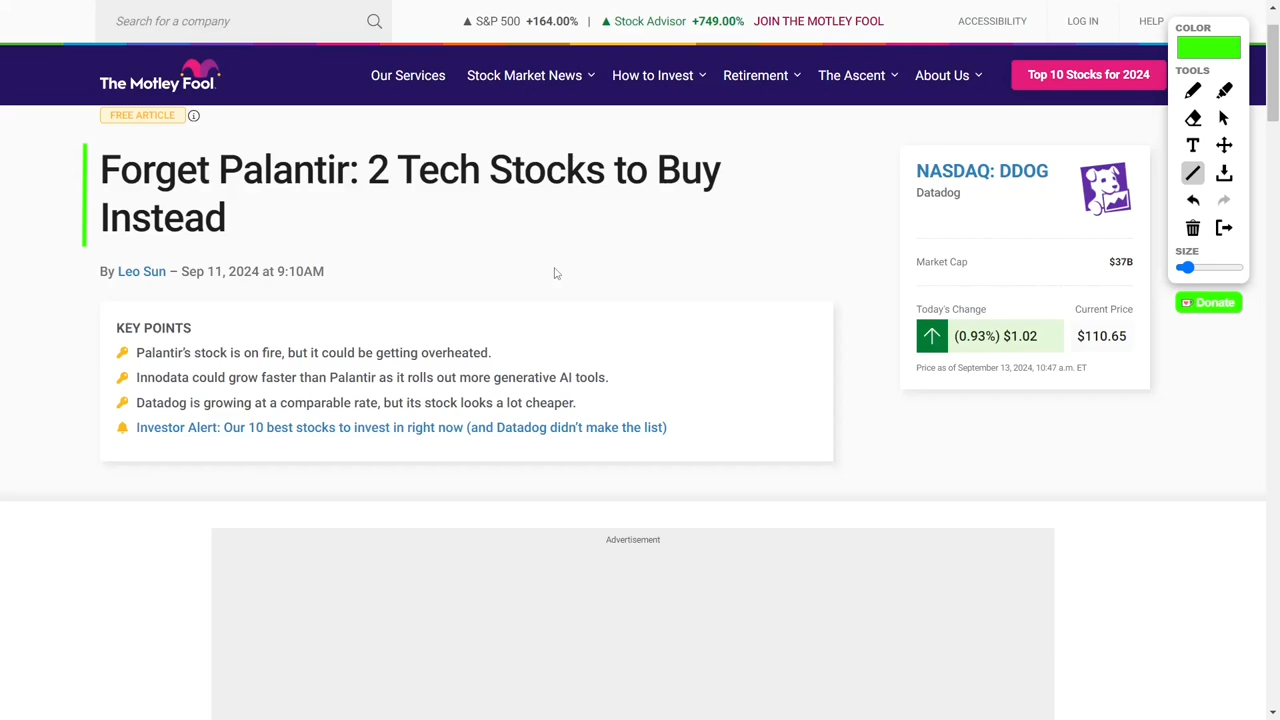 Search for a company
▲ S&P 500 +164.00% | ▲ Stock Advisor +749.00% JOIN THE MOTLEY FOOL
ACCESSIBILITY
LOG IN
HELP
The Motley Fool
Our Services
Stock Market News
How to Invest
Retirement
The Ascent
About Us
Top 10 Stocks for 2024
FREE ARTICLE
Forget Palantir: 2 Tech Stocks to Buy
Instead
By Leo Sun – Sep 11, 2024 at 9:10AM
KEY POINTS
Palantir's stock is on fire, but it could be getting overheated.
Innodata could grow faster than Palantir as it rolls out more generative AI tools.
Datadog is growing at a comparable rate, but its stock looks a lot cheaper.
Investor Alert: Our 10 best stocks to invest in right now (and Datadog didn't make the list)
NASDAQ: DDOG
Datadog
Market Cap $37B
Today's Change Current Price
(0.93%) $1.02 $110.65
Price as of September 13, 2024, 10:47 a.m. ET
Advertisement
COLOR
TOOLS
T
SIZE
Donate